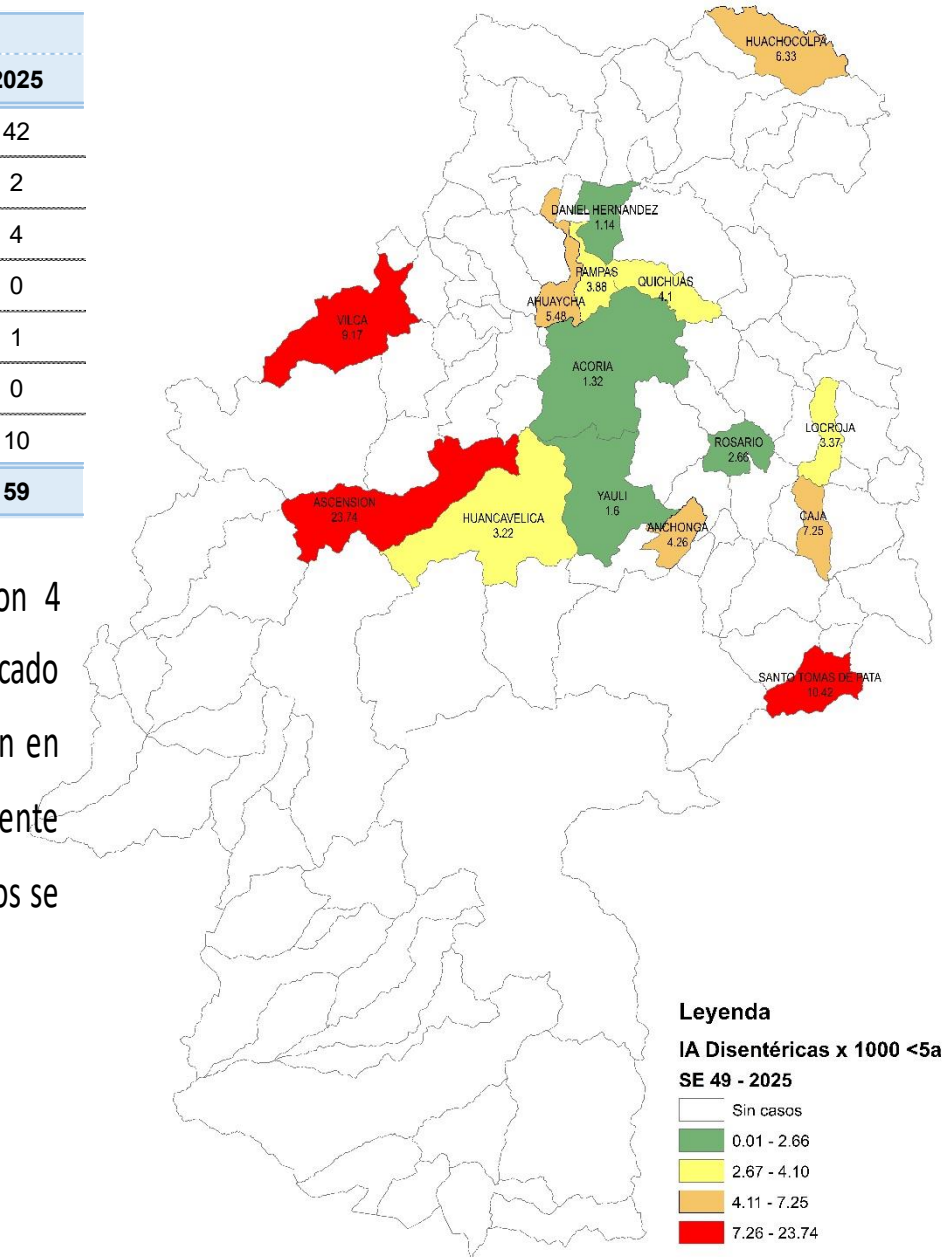 2025
42
2
4
0
1
0
10
59
on 4
cado
n en
ente
os se
HUACHOCOLPA
6.33
DANIEL HERNANDEZ
1.14
PAMPAS
3.88
QUICHUAS
4.1
AHUAYCHA
5.48
VILCA
9.17
ACORIA
1.32
LOCROJA
3.37
ROSARIO
2.66
ASCENSION
23.74
HUANCAVELICA
3.22
YAULI
1.6
ANCHONGA
4.26
CAJA
7.25
SANTO TOMAS DE PATA
10.42
Leyenda
IA Disentéricas x 1000 <5a
SE 49 - 2025
Sin casos
0.01 - 2.66
2.67 - 4.10
4.11 - 7.25
7.26 - 23.74